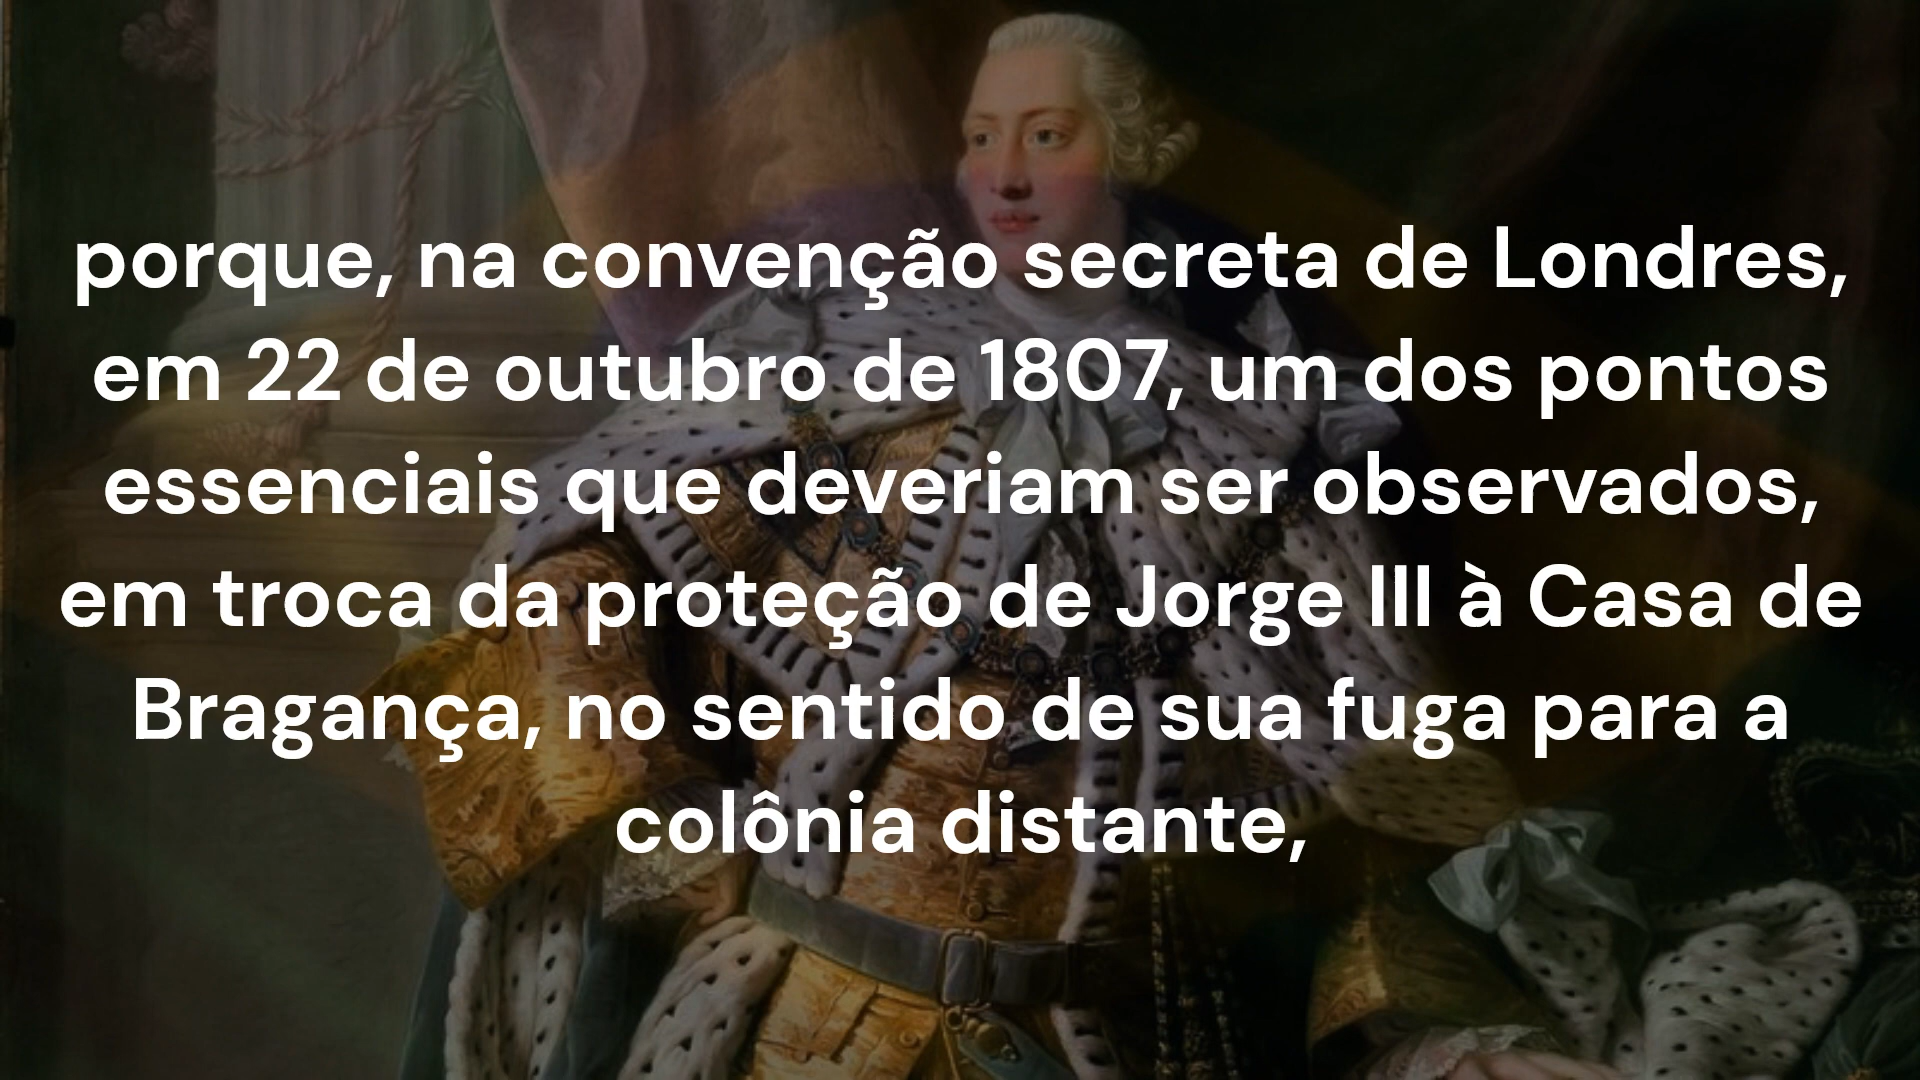 porque, na convenção secreta de Londres,
em 22 de outubro de 1807, um dos pontos
essenciais que deveriam ser observados,
em troca da proteção de Jorge III à Casa de
Bragança, no sentido de sua fuga para a
colônia distante,